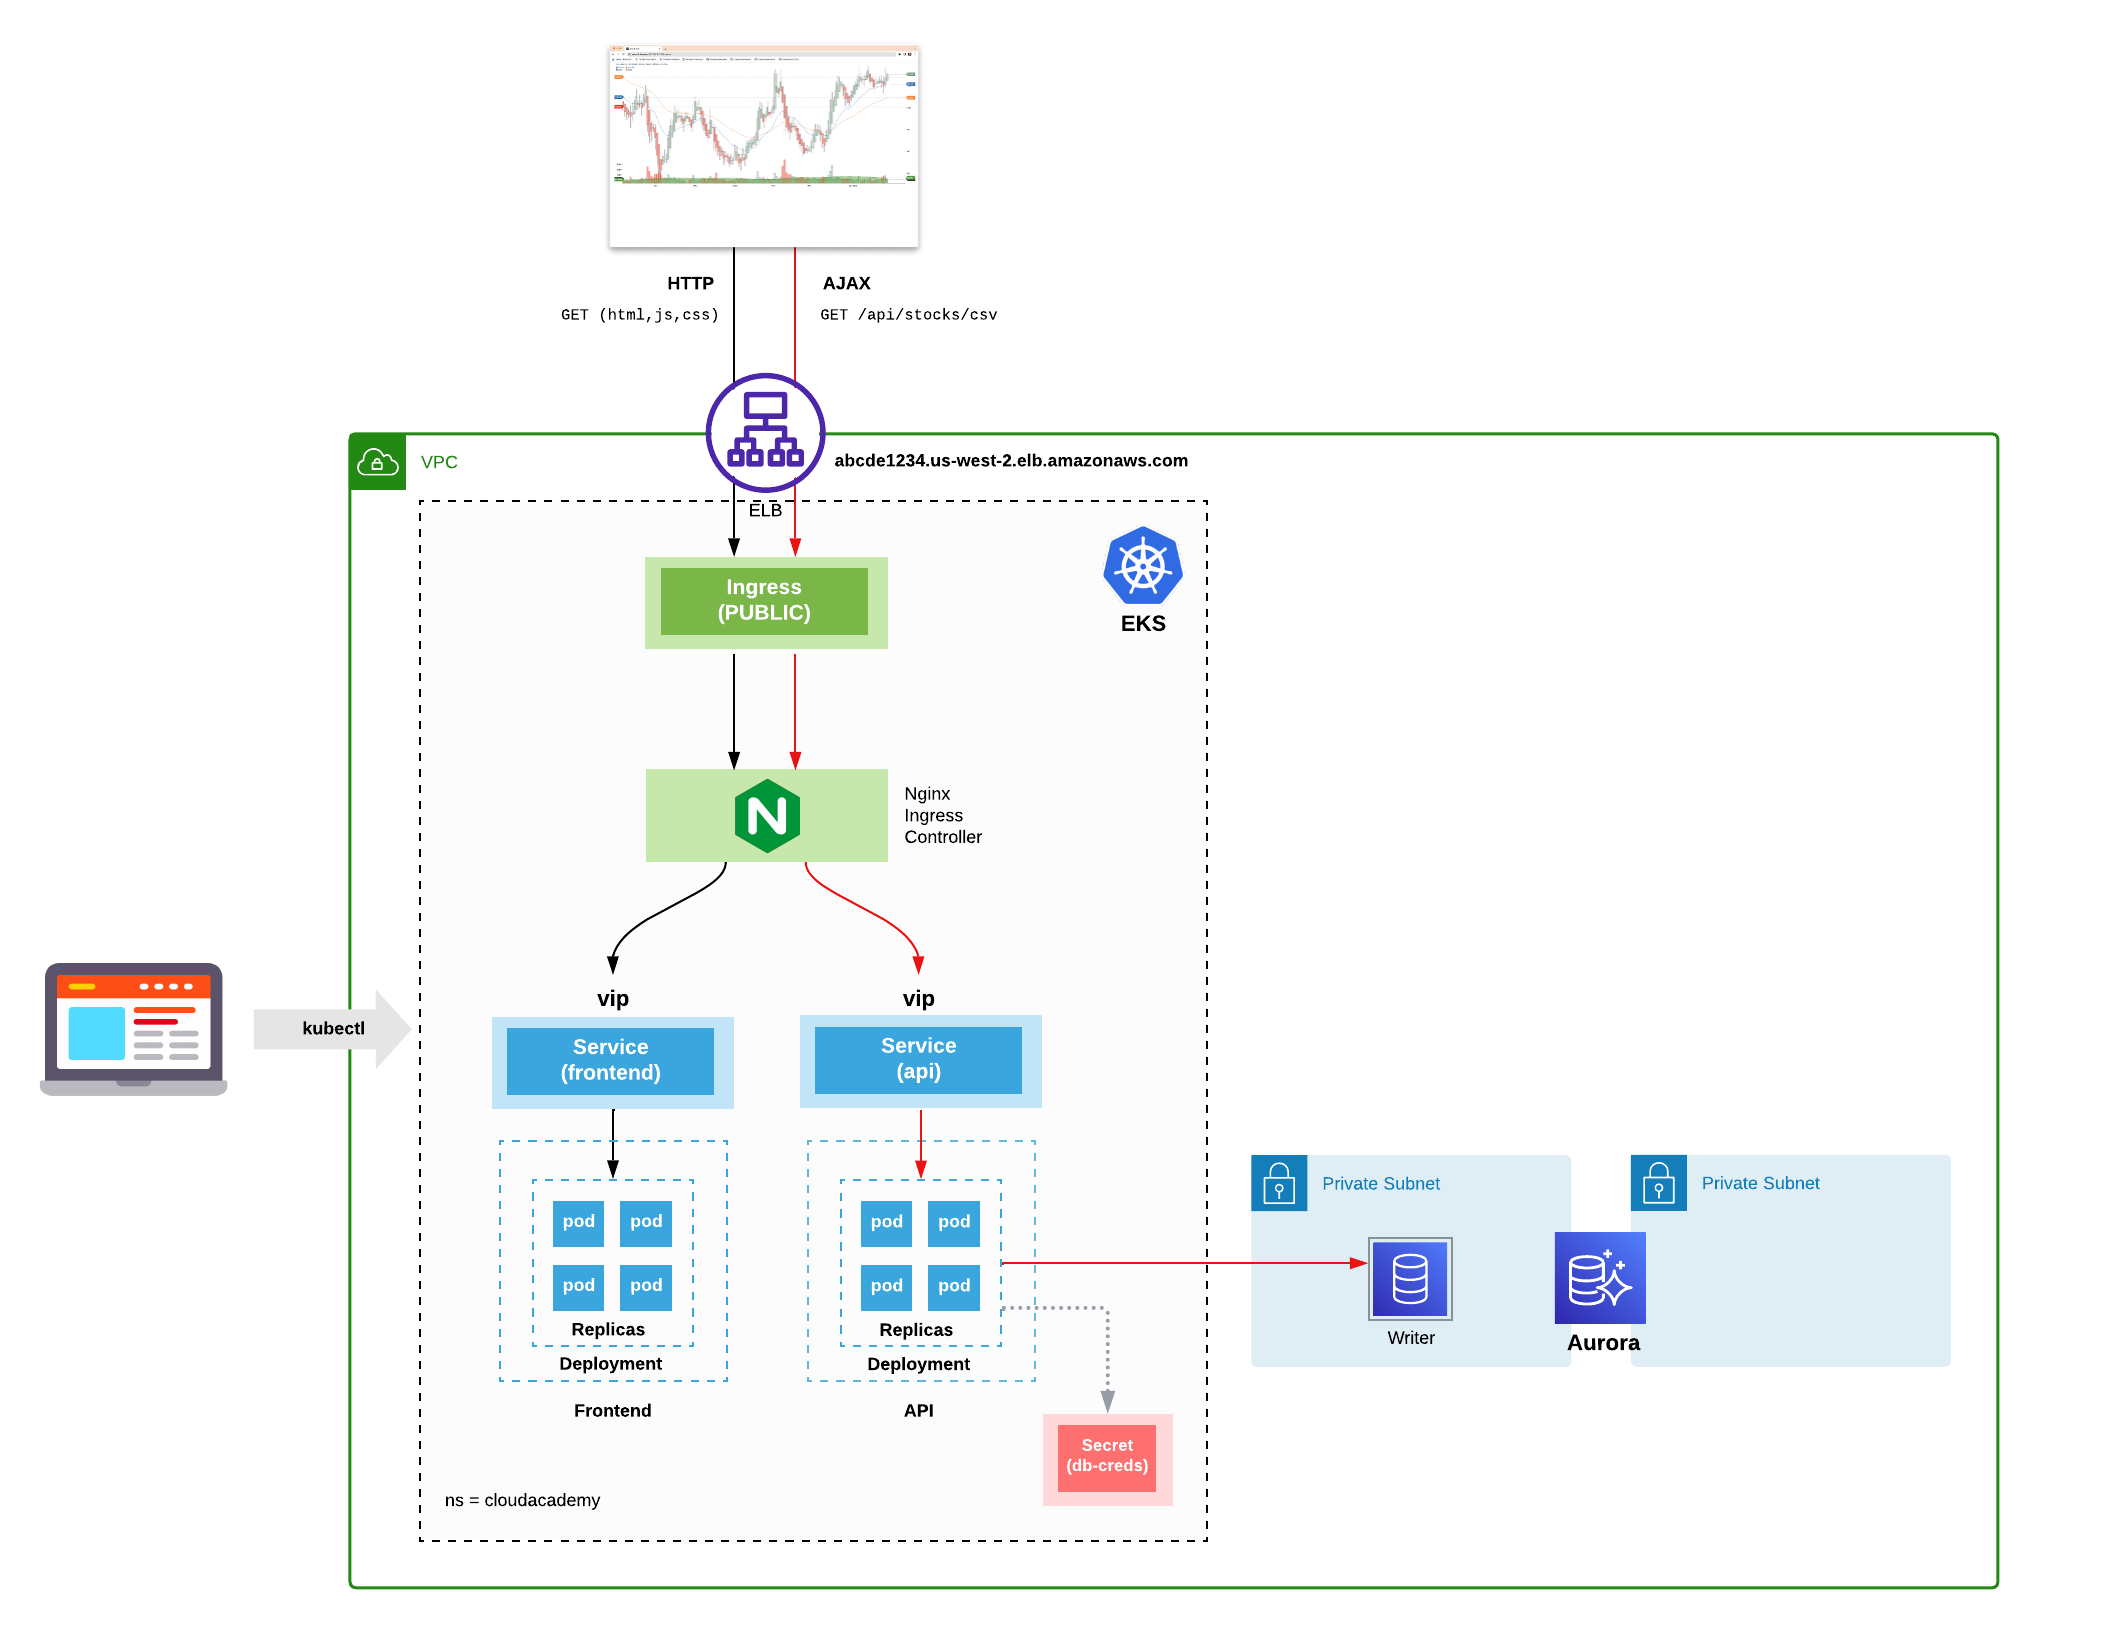 HTTP
AJAX
GET (html,js,css)
GET /api/stocks/csv
VPC
abcde1234.us-west-2.elb.amazonaws.com
ELB
Ingress
(PUBLIC)
EKS
Nginx
Ingress
Controller
kubectl
vip
vip
Service
(frontend)
Service
(api)
pod
pod
pod
pod
Replicas
Deployment
Frontend
pod
pod
pod
pod
Replicas
Deployment
API
Private Subnet
Private Subnet
Writer
Aurora
Secret
(db-creds)
ns = cloudacademy